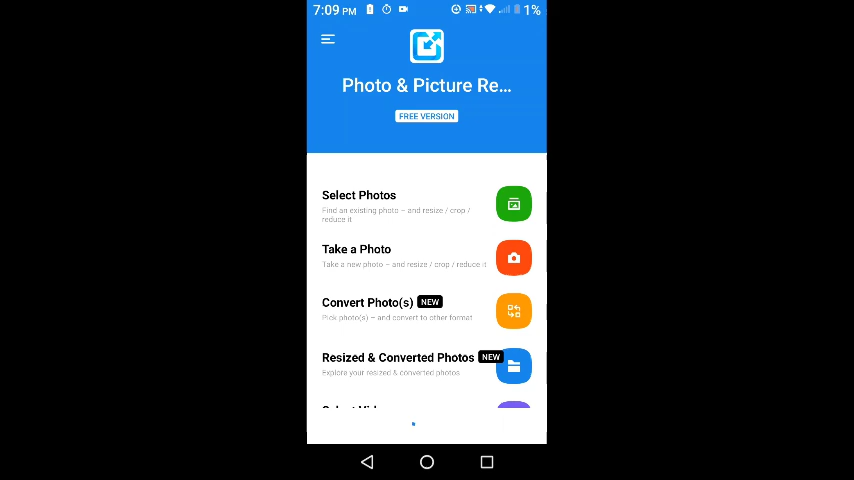 7:09 PM 1%
Photo & Picture Re...
FREE VERSION
Select Photos
Find an existing photo – and resize / crop /
reduce it
Take a Photo
Take a new photo – and resize / crop / reduce it
Convert Photo(s) NEW
Pick photo(s) – and convert to other format
Resized & Converted Photos NEW
Explore your resized & converted photos